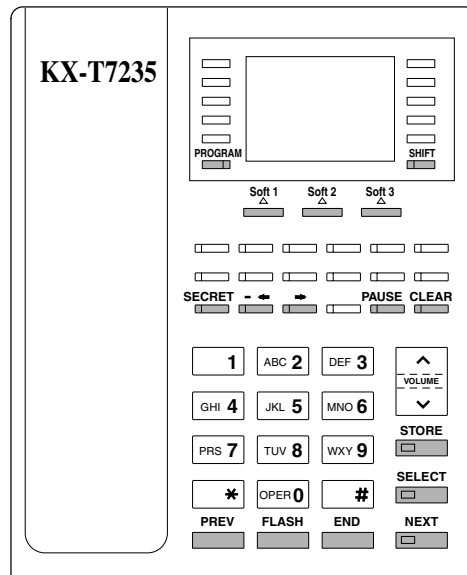 KX-T7235
PROGRAM SHIFT
Soft 1 Soft 2 Soft 3
SECRET - PAUSE CLEAR
1 ABC 2 DEF 3
VOLUME
GHI 4 JKL 5 MNO 6
STORE
PRS 7 TUV 8 WXY 9
SELECT
* OPER 0 #
PREV FLASH END NEXT